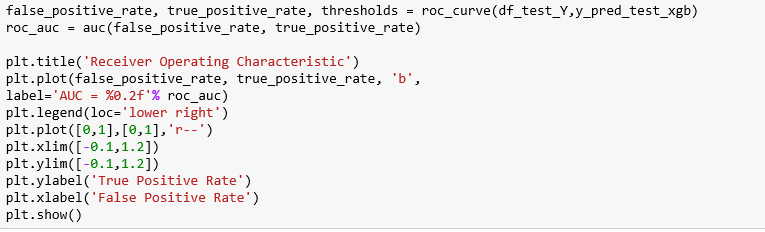 false_positive_rate, true_positive_rate, thresholds = roc_curve(df_test_Y,y_pred_test_xgb)
roc_auc = auc(false_positive_rate, true_positive_rate)
plt.title('Receiver Operating Characteristic')
plt.plot(false_positive_rate, true_positive_rate, 'b',
label='AUC = %0.2f'% roc_auc)
plt.legend(loc='lower right')
plt.plot([0,1],[0,1],'r--')
plt.xlim([-0.1,1.2])
plt.ylim([-0.1,1.2])
plt.ylabel('True Positive Rate')
plt.xlabel('False Positive Rate')
plt.show()